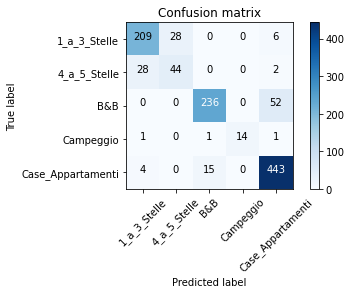 Confusion matrix
True label
1_a_3_Stelle 209 28 0 0 6
4_a_5_Stelle 28 44 0 0 2
B&B 0 0 236 0 52
Campeggio 1 0 1 14 1
Case_Appartamenti 4 0 15 0 443
1_a_3_Stelle 4_a_5_Stelle B&B Campeggio Case_Appartamenti
Predicted label
400
300
200
100
0